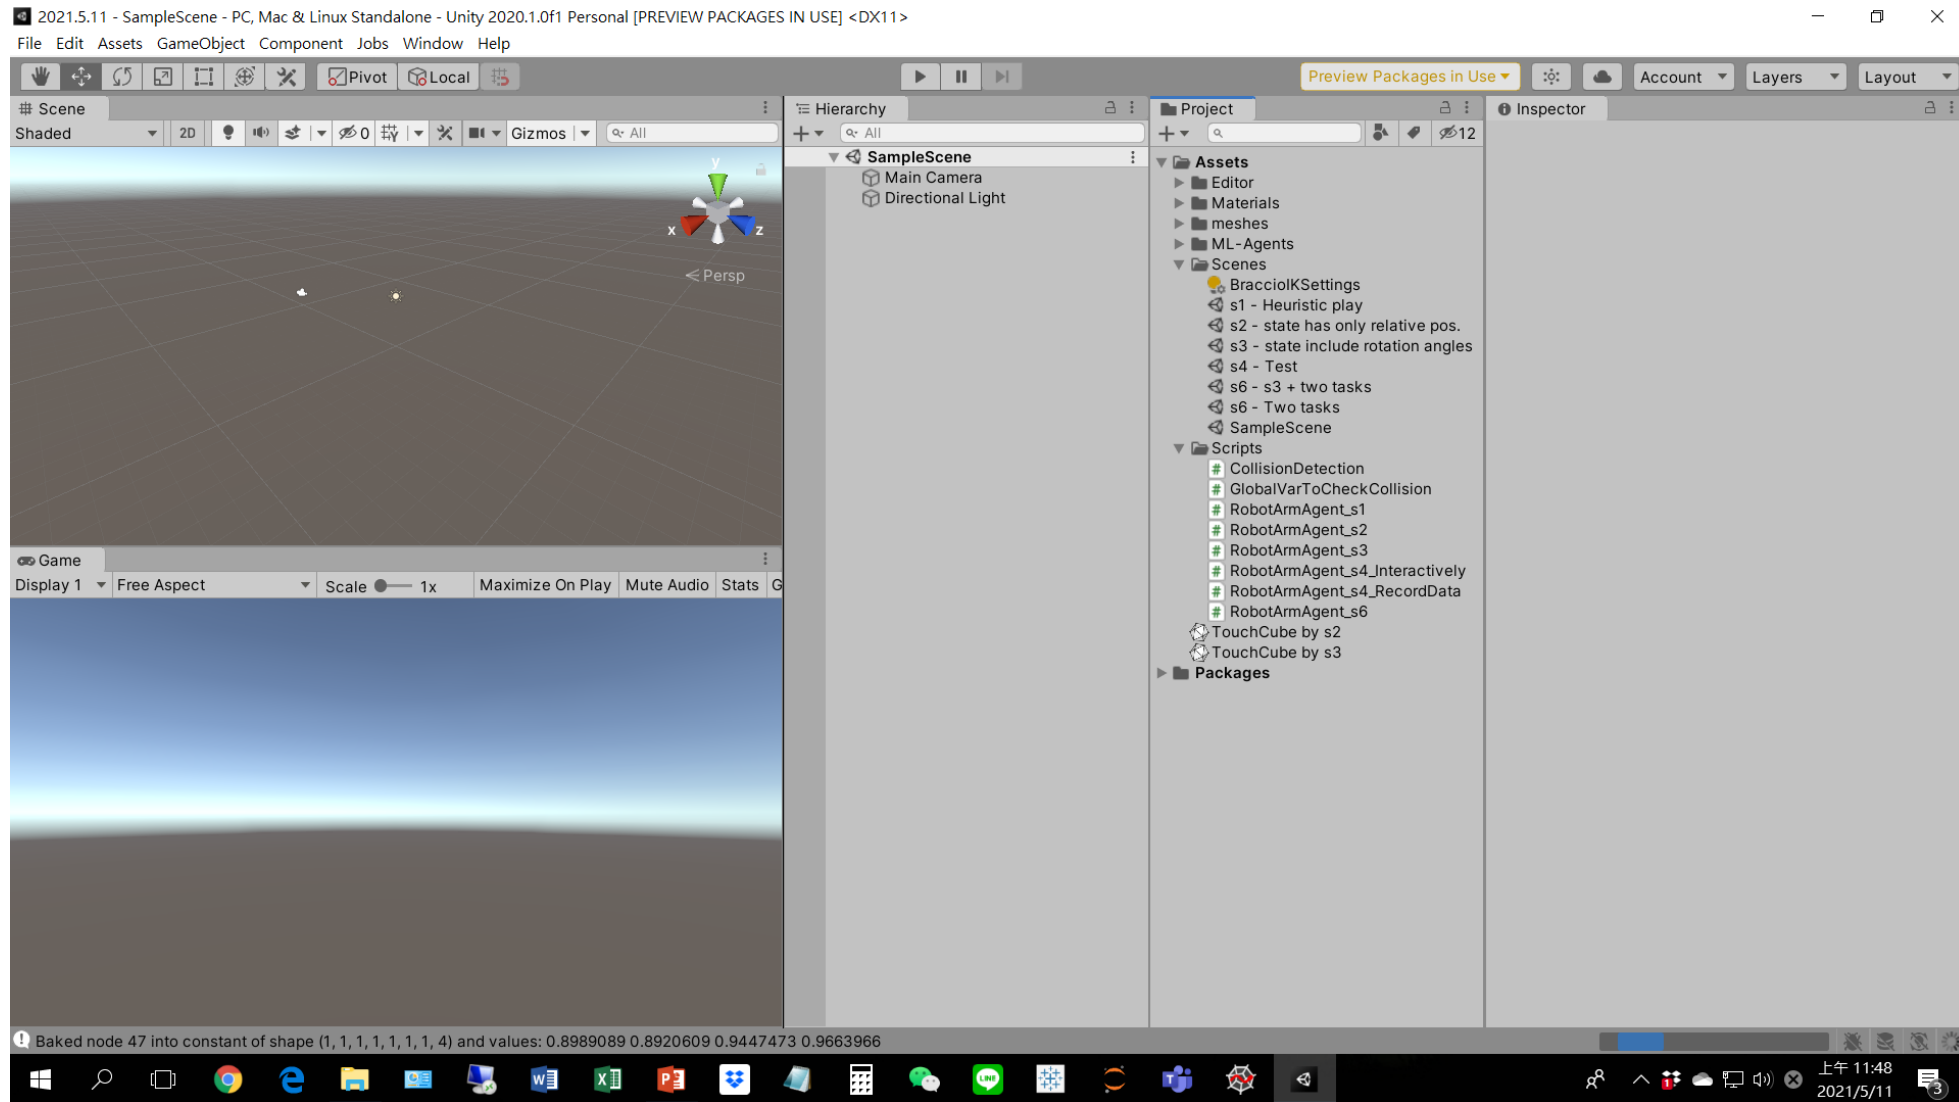 2021.5.11 - SampleScene - PC, Mac & Linux Standalone - Unity 2020.1.0f1 Personal [PREVIEW PACKAGES IN USE] <DX11>
File Edit Assets GameObject Component Jobs Window Help
Pivot Local Preview Packages in Use Account Layers Layout
Scene
Shaded 2D 0 Gizmos All
y
x z
Persp
Game
Display 1 Free Aspect Scale 1x Maximize On Play Mute Audio Stats G
Hierarchy
All
SampleScene
Main Camera
Directional Light
Project
12
Assets
Editor
Materials
meshes
ML-Agents
Scenes
BraccioIKSettings
s1 - Heuristic play
s2 - state has only relative pos.
s3 - state include rotation angles
s4 - Test
s6 - s3 + two tasks
s6 - Two tasks
SampleScene
Scripts
CollisionDetection
GlobalVarToCheckCollision
RobotArmAgent_s1
RobotArmAgent_s2
RobotArmAgent_s3
RobotArmAgent_s4_Interactively
RobotArmAgent_s4_RecordData
RobotArmAgent_s6
TouchCube by s2
TouchCube by s3
Packages
Inspector
Baked node 47 into constant of shape (1, 1, 1, 1, 1, 1, 1, 4) and values: 0.8989089 0.8920609 0.9447473 0.9663966
上午 11:48
2021/5/11
3